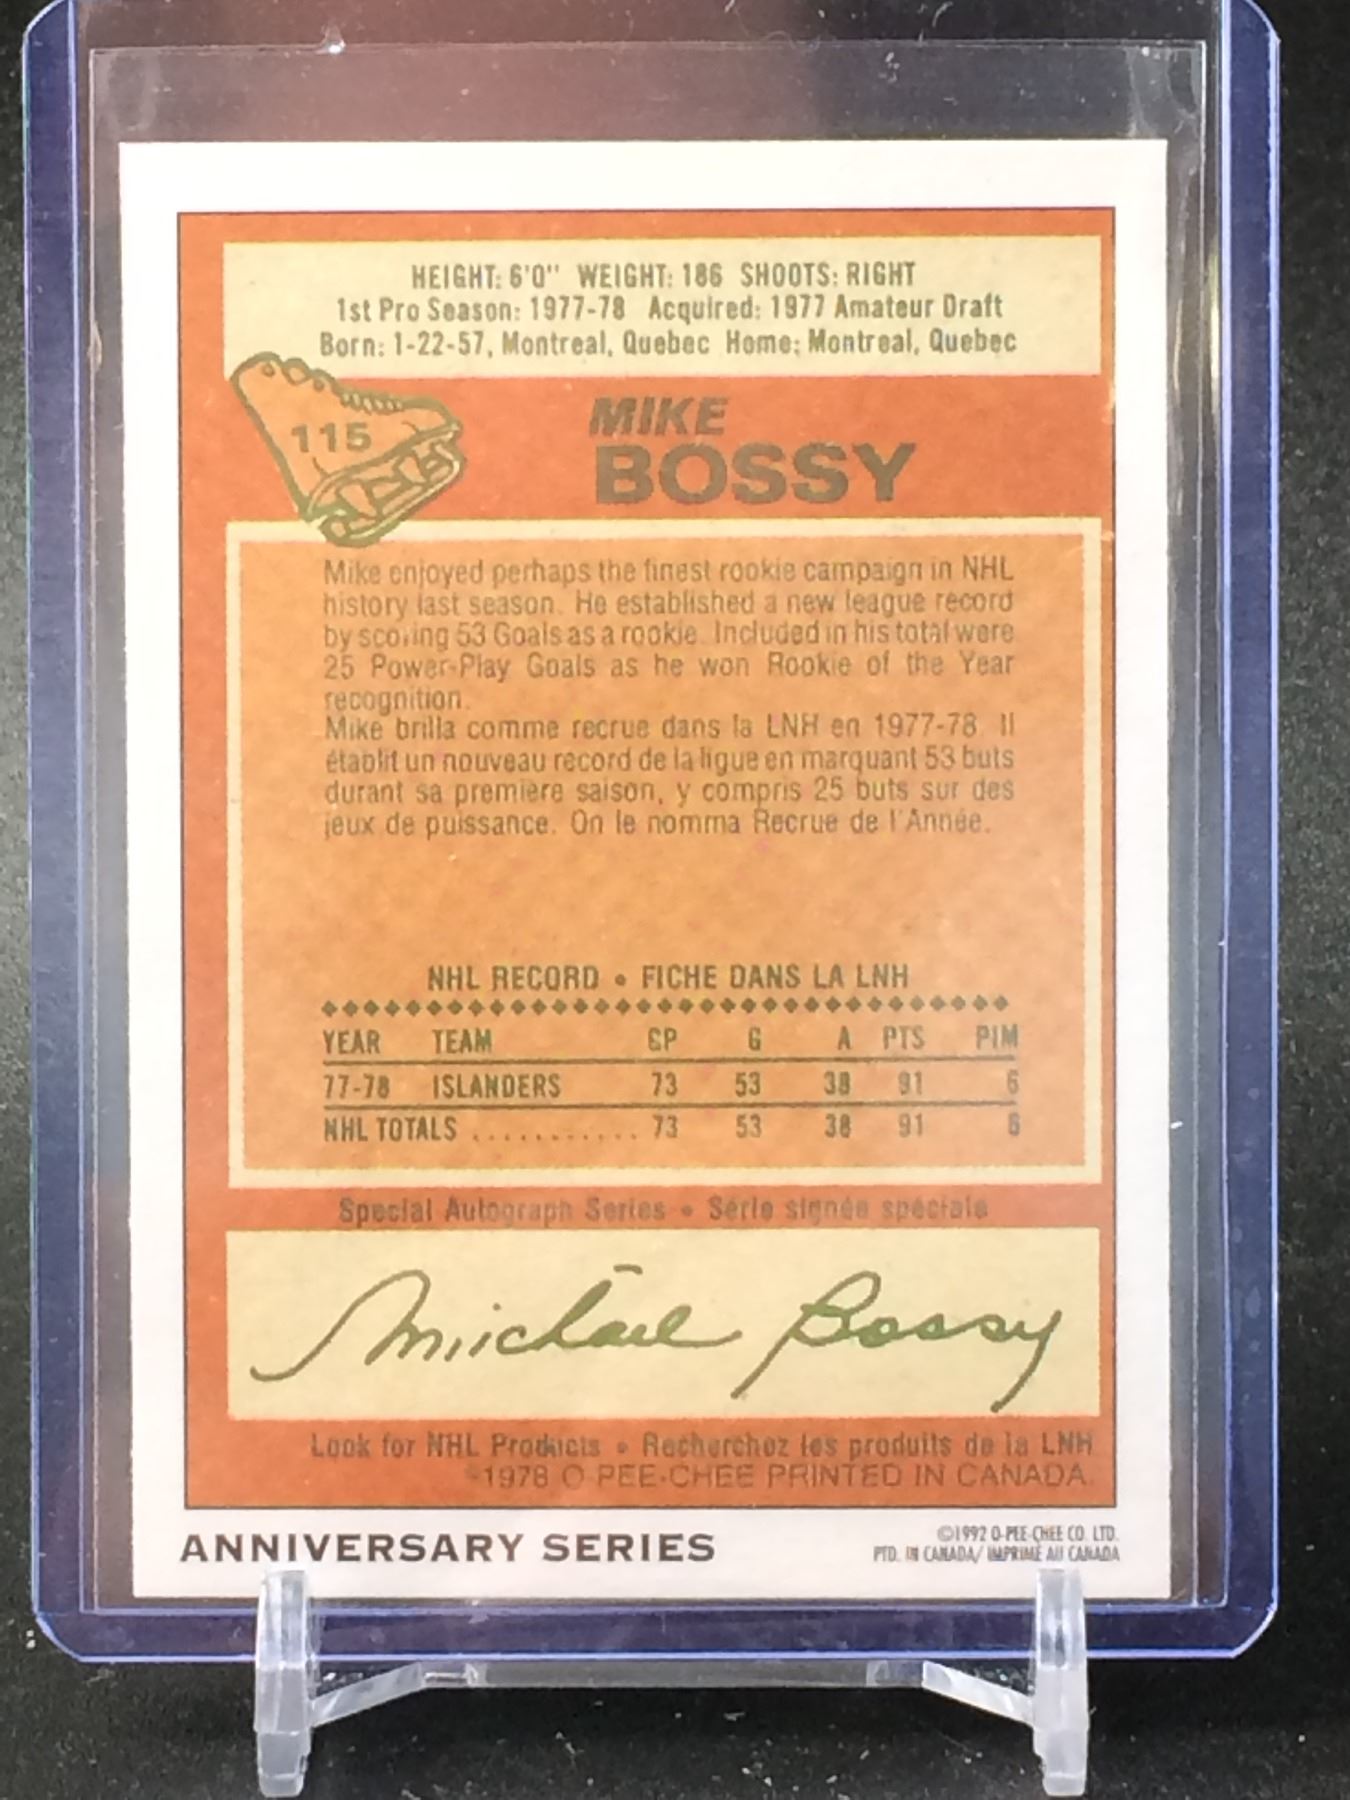 HEIGHT: 6'0" WEIGHT: 186 SHOOTS: RIGHT
1st Pro Season: 1977-78 Acquired: 1977 Amateur Draft
Born: 1-22-57, Montreal, Quebec Home: Montreal, Quebec
115
MIKE
BOSSY
Mike enjoyed perhaps the finest rookie campaign in NHL
history last season. He established a new league record
by scoring 53 Goals as a rookie. Included in his total were
25 Power-Play Goals as he won Rookie of the Year
recognition.
Mike brilla comme recrue dans la LNH en 1977-78. Il
établit un nouveau record de la ligue en marquant 53 buts
durant sa première saison, y compris 25 buts sur des
jeux de puissance. On le nomma Recrue de l'Année.
NHL RECORD • FICHE DANS LA LNH
YEAR TEAM GP G A PTS PIM
77-78 ISLANDERS 73 53 38 91 6
NHL TOTALS ........... 73 53 38 91 6
Special Autograph Series • Série signée spéciale
Michael Bossy
Look for NHL Products • Recherchez les produits de la LNH
©1978 O-PEE-CHEE PRINTED IN CANADA.
ANNIVERSARY SERIES
©1992 O-PEE-CHEE CO. LTD.
PTD. IN CANADA/ IMPRIMÉ AU CANADA